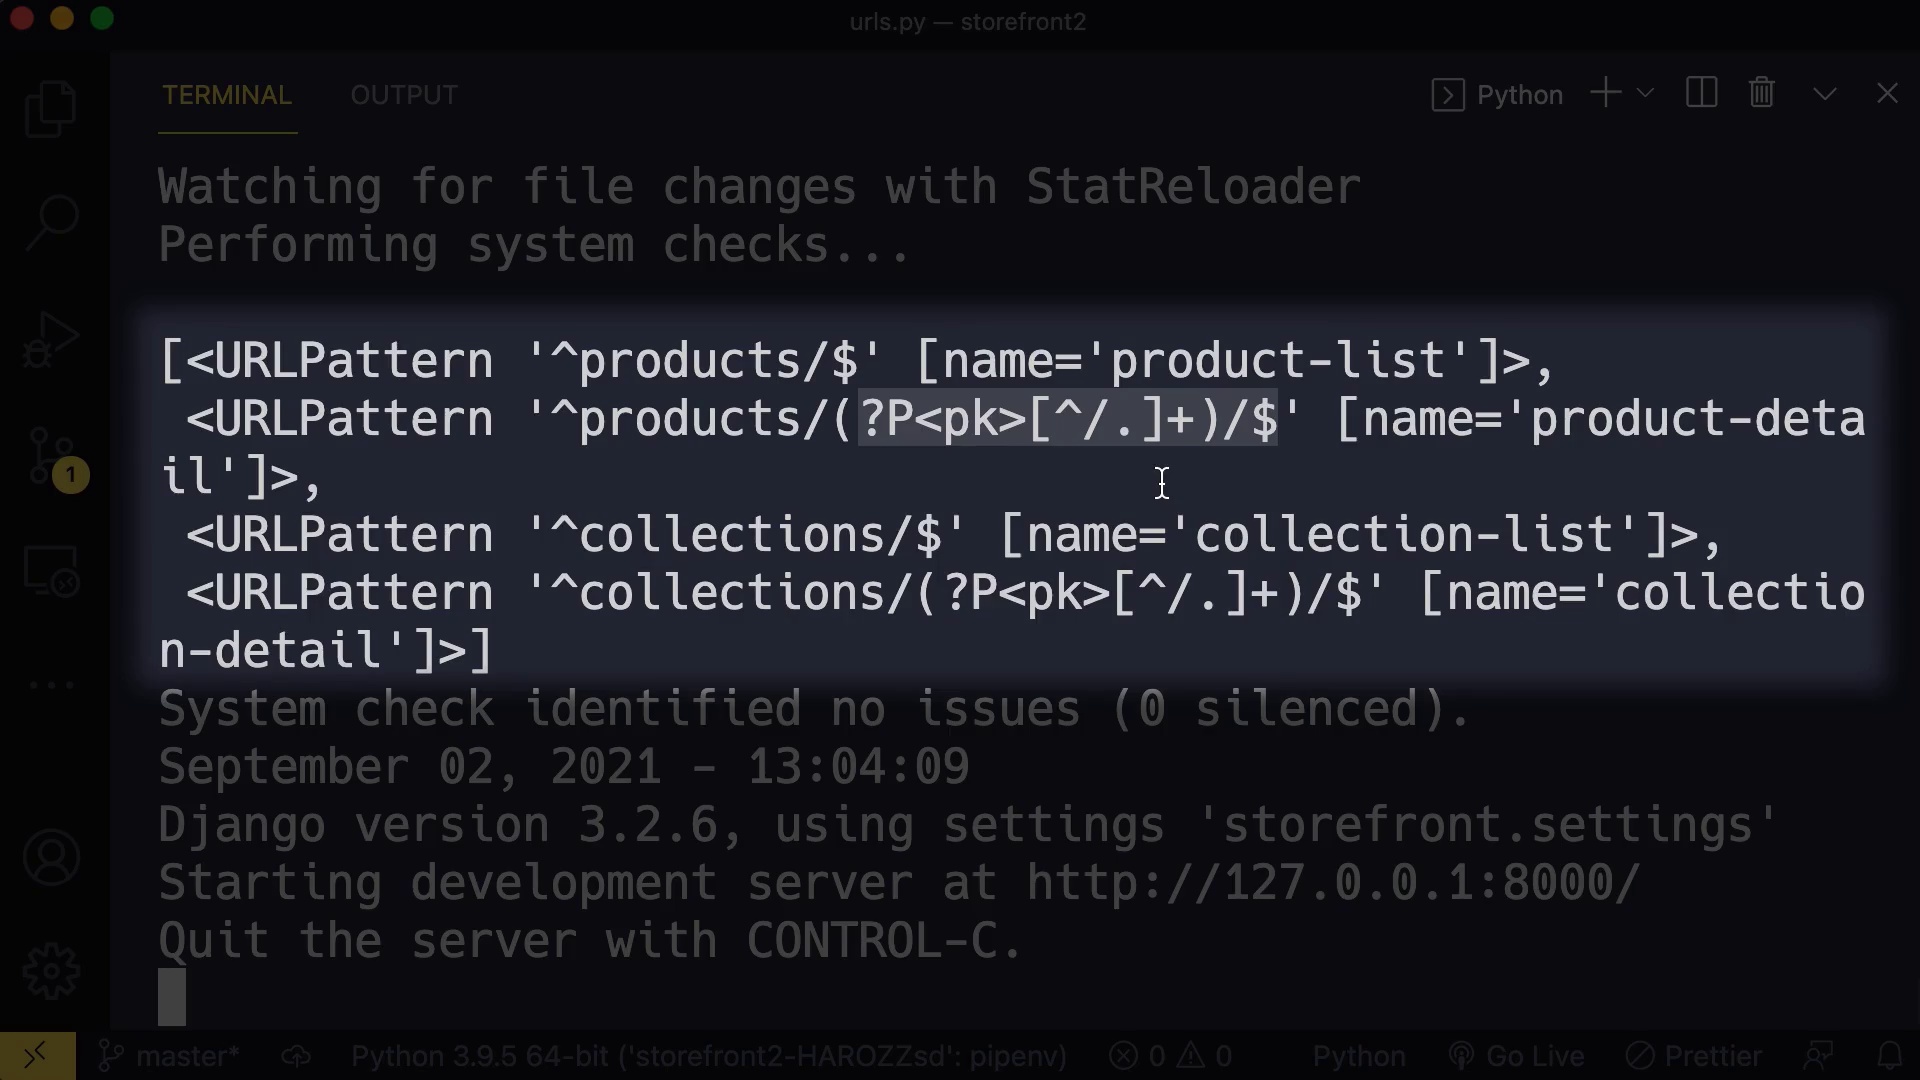 urls.py — storefront2
TERMINAL OUTPUT Python
Watching for file changes with StatReloader
Performing system checks...
[<URLPattern '^products/$' [name='product-list']>,
<URLPattern '^products/(?P<pk>[^/.]+)/$' [name='product-deta
il']>,
<URLPattern '^collections/$' [name='collection-list']>,
<URLPattern '^collections/(?P<pk>[^/.]+)/$' [name='collectio
n-detail']>]
System check identified no issues (0 silenced).
September 02, 2021 - 13:04:09
Django version 3.2.6, using settings 'storefront.settings'
Starting development server at http://127.0.0.1:8000/
Quit the server with CONTROL-C.
1
master* Python 3.9.5 64-bit ('storefront2-HAROZZsd': pipenv) 0 0 Python Go Live Prettier